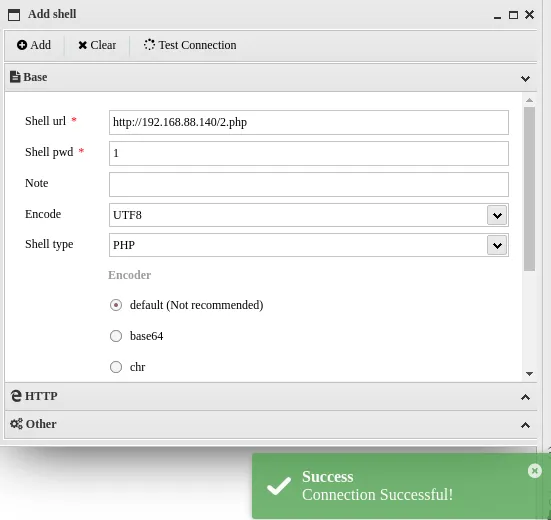 Add shell
Add Clear Test Connection
Base
Shell url * http://192.168.88.140/2.php
Shell pwd * 1
Note
Encode UTF8
Shell type PHP
Encoder
default (Not recommended)
base64
chr
HTTP
Other
Success
Connection Successful!